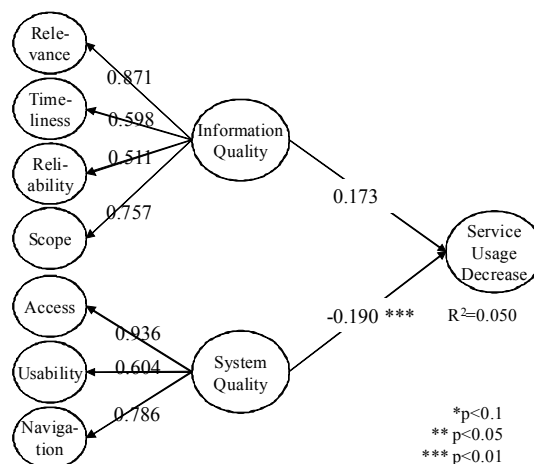 Rele-
vance
0.871
Time-
liness
0.598
Reli-
ability
0.511
Scope
0.757
Information
Quality
0.173
Service
Usage
Decrease
R²=0.050
Access
0.936
Usability
0.604
Naviga-
tion
0.786
System
Quality
-0.190 ***
*p<0.1
** p<0.05
*** p<0.01